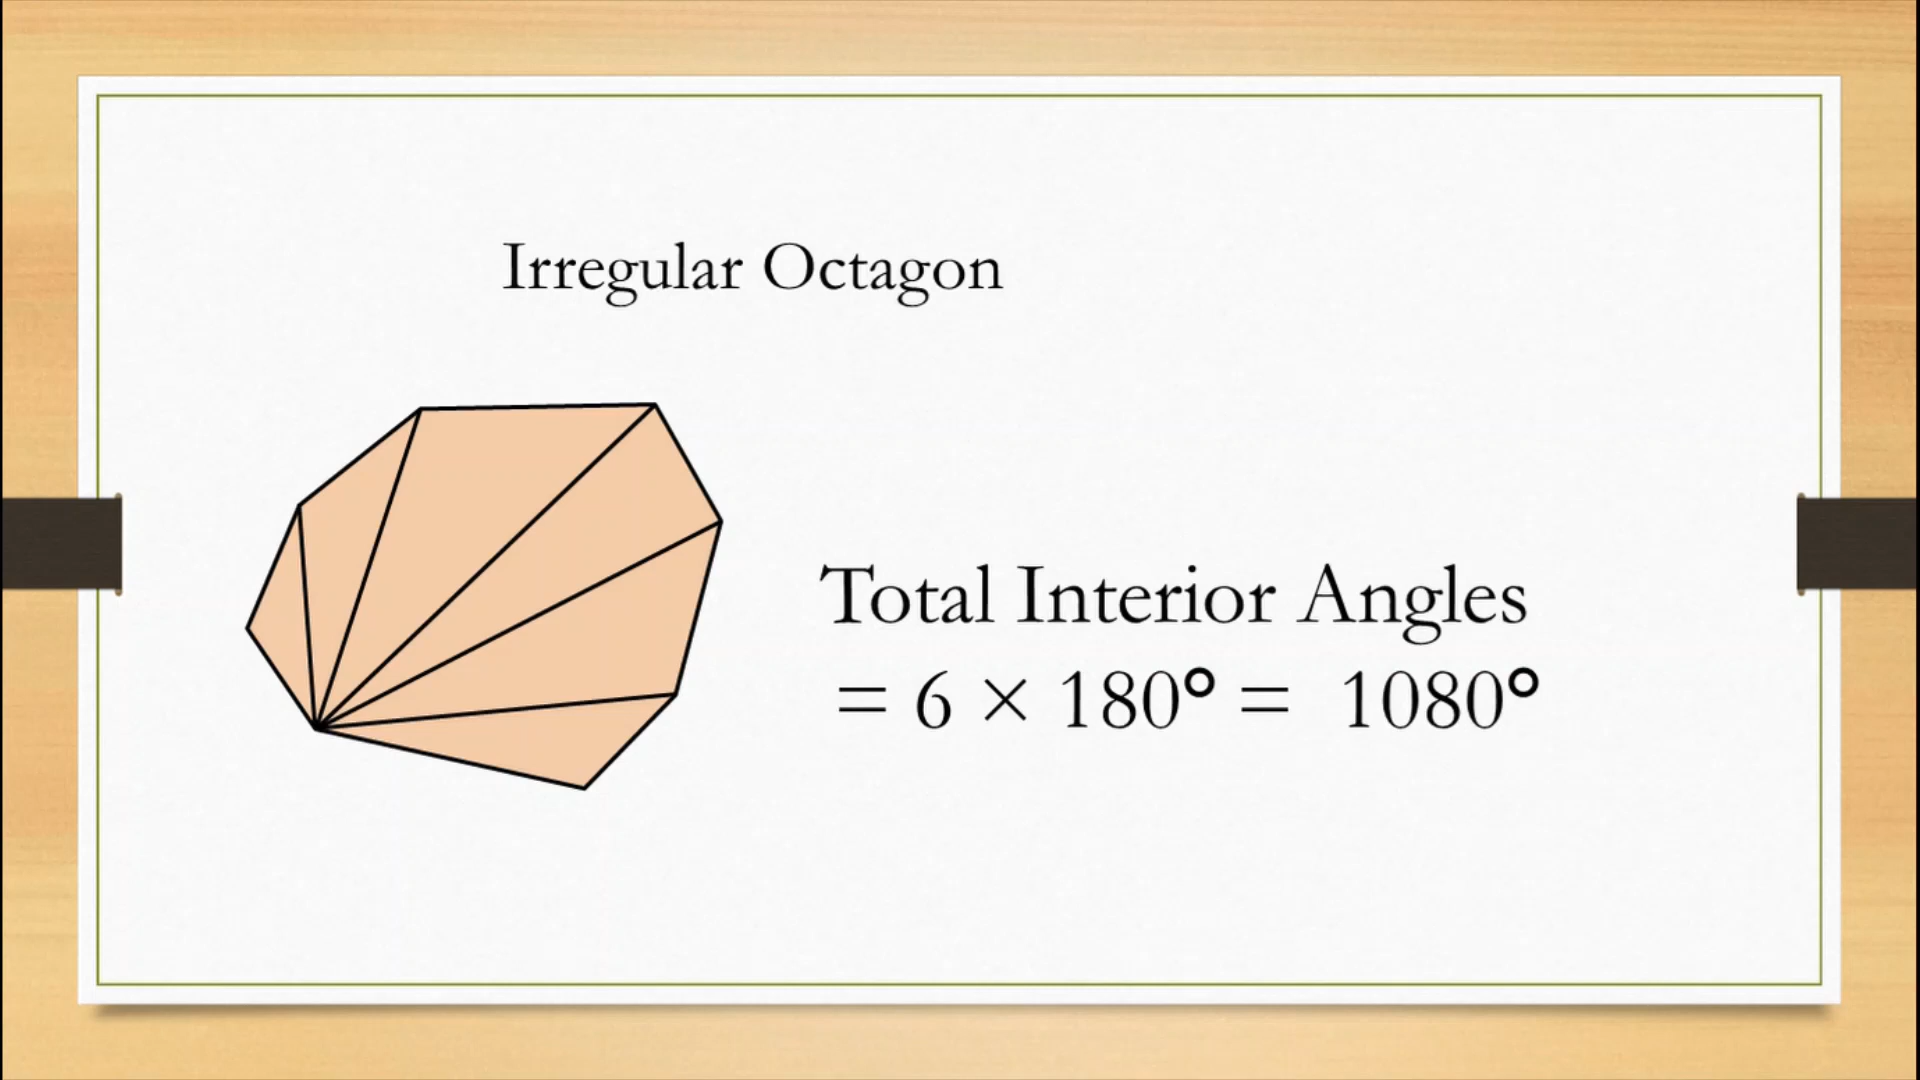 Irregular Octagon
Total Interior Angles
= 6 × 180° = 1080°